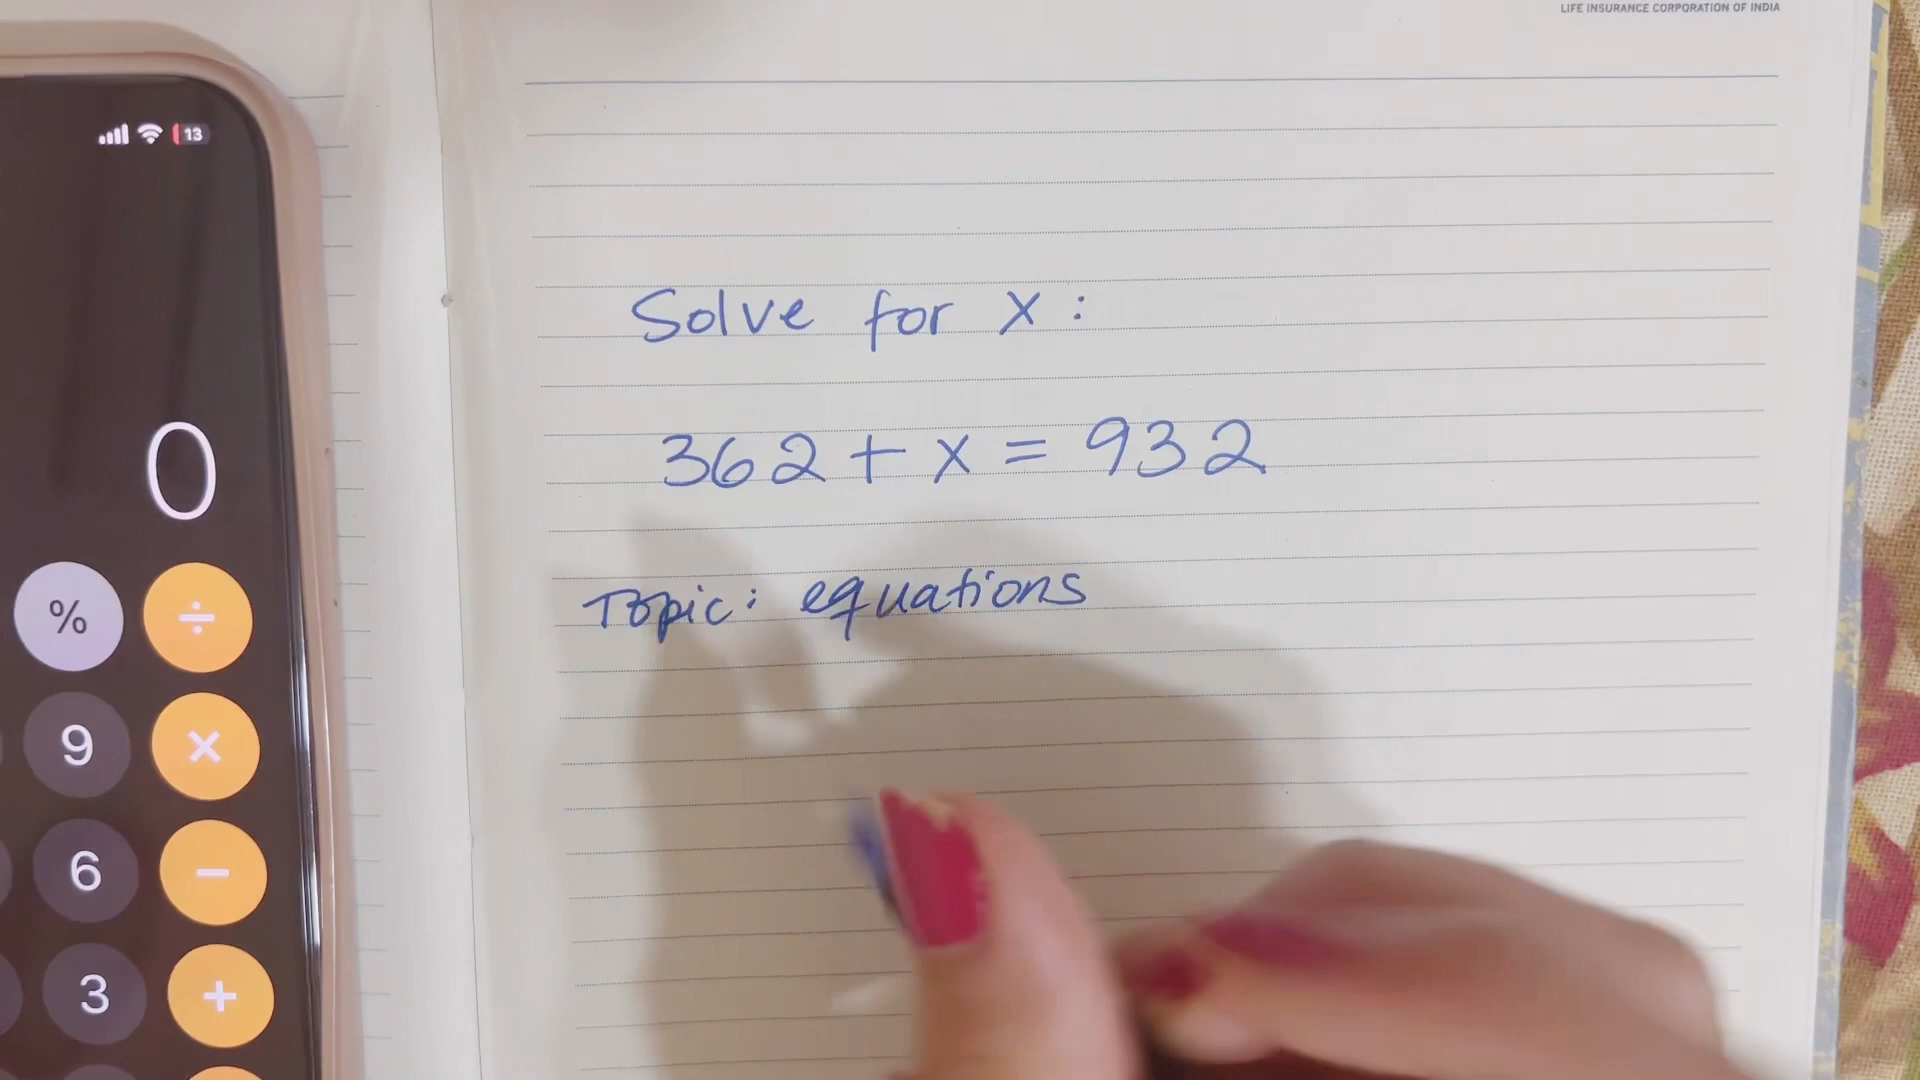 LIFE INSURANCE CORPORATION OF INDIA
13
Solve for x:
0
362 + x = 932
% ÷
Topic: equations
9 ×
6 −
3 +